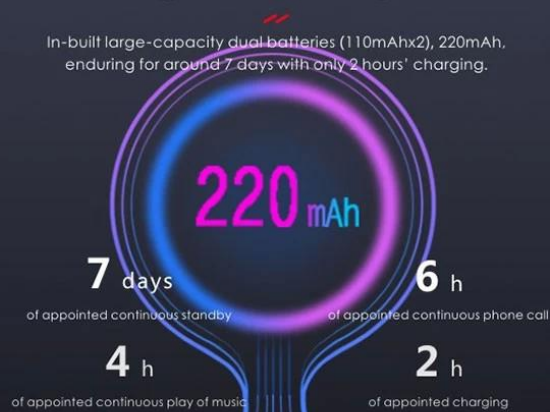 In-built large-capacity dual batteries (110mAhx2), 220mAh,
enduring for around 7 days with only 2 hours' charging.
220 mAh
7 days
of appointed continuous standby
6 h
of appointed continuous phone call
4 h
of appointed continuous play of music
2 h
of appointed charging